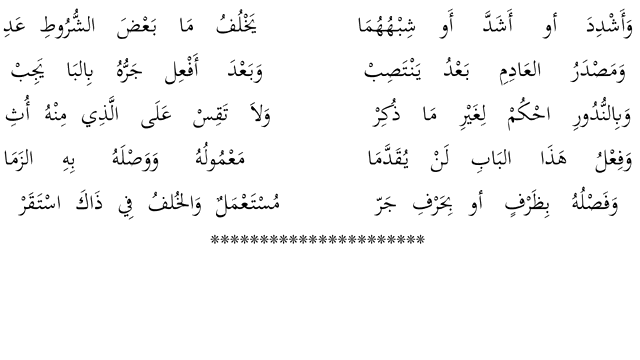 وَأَشْدِدَ أو أَشَدَّ أَو شِبْهُهُمَا يَخْلُفُ مَا بَعْضَ الشُّرُوطِ عَدِ
وَمَصْدَرُ العَادِمِ بَعْدُ يَنْتَصِبْ وَبَعْدَ أَفْعِل جَرُّهُ بِالبَا يَجِبْ
وَبِالنُّدُورِ احْكُمْ لِغَيْرِ مَا ذُكِرْ وَلاَ تَقِسْ عَلَى الَّذِي مِنْهُ أُثِ
وَفِعْلُ هَذَا البَابِ لَنْ يُقَدَّمَا مَعْمُولُهُ وَوَصْلَهُ بِهِ الزَمَا
وَفَصْلُهُ بِظَرْفٍ أو بِحَرْفِ جَرّ مُسْتَعْمَلٌ وَالخُلفُ فِي ذَاكَ اسْتَقَرْ
**********************